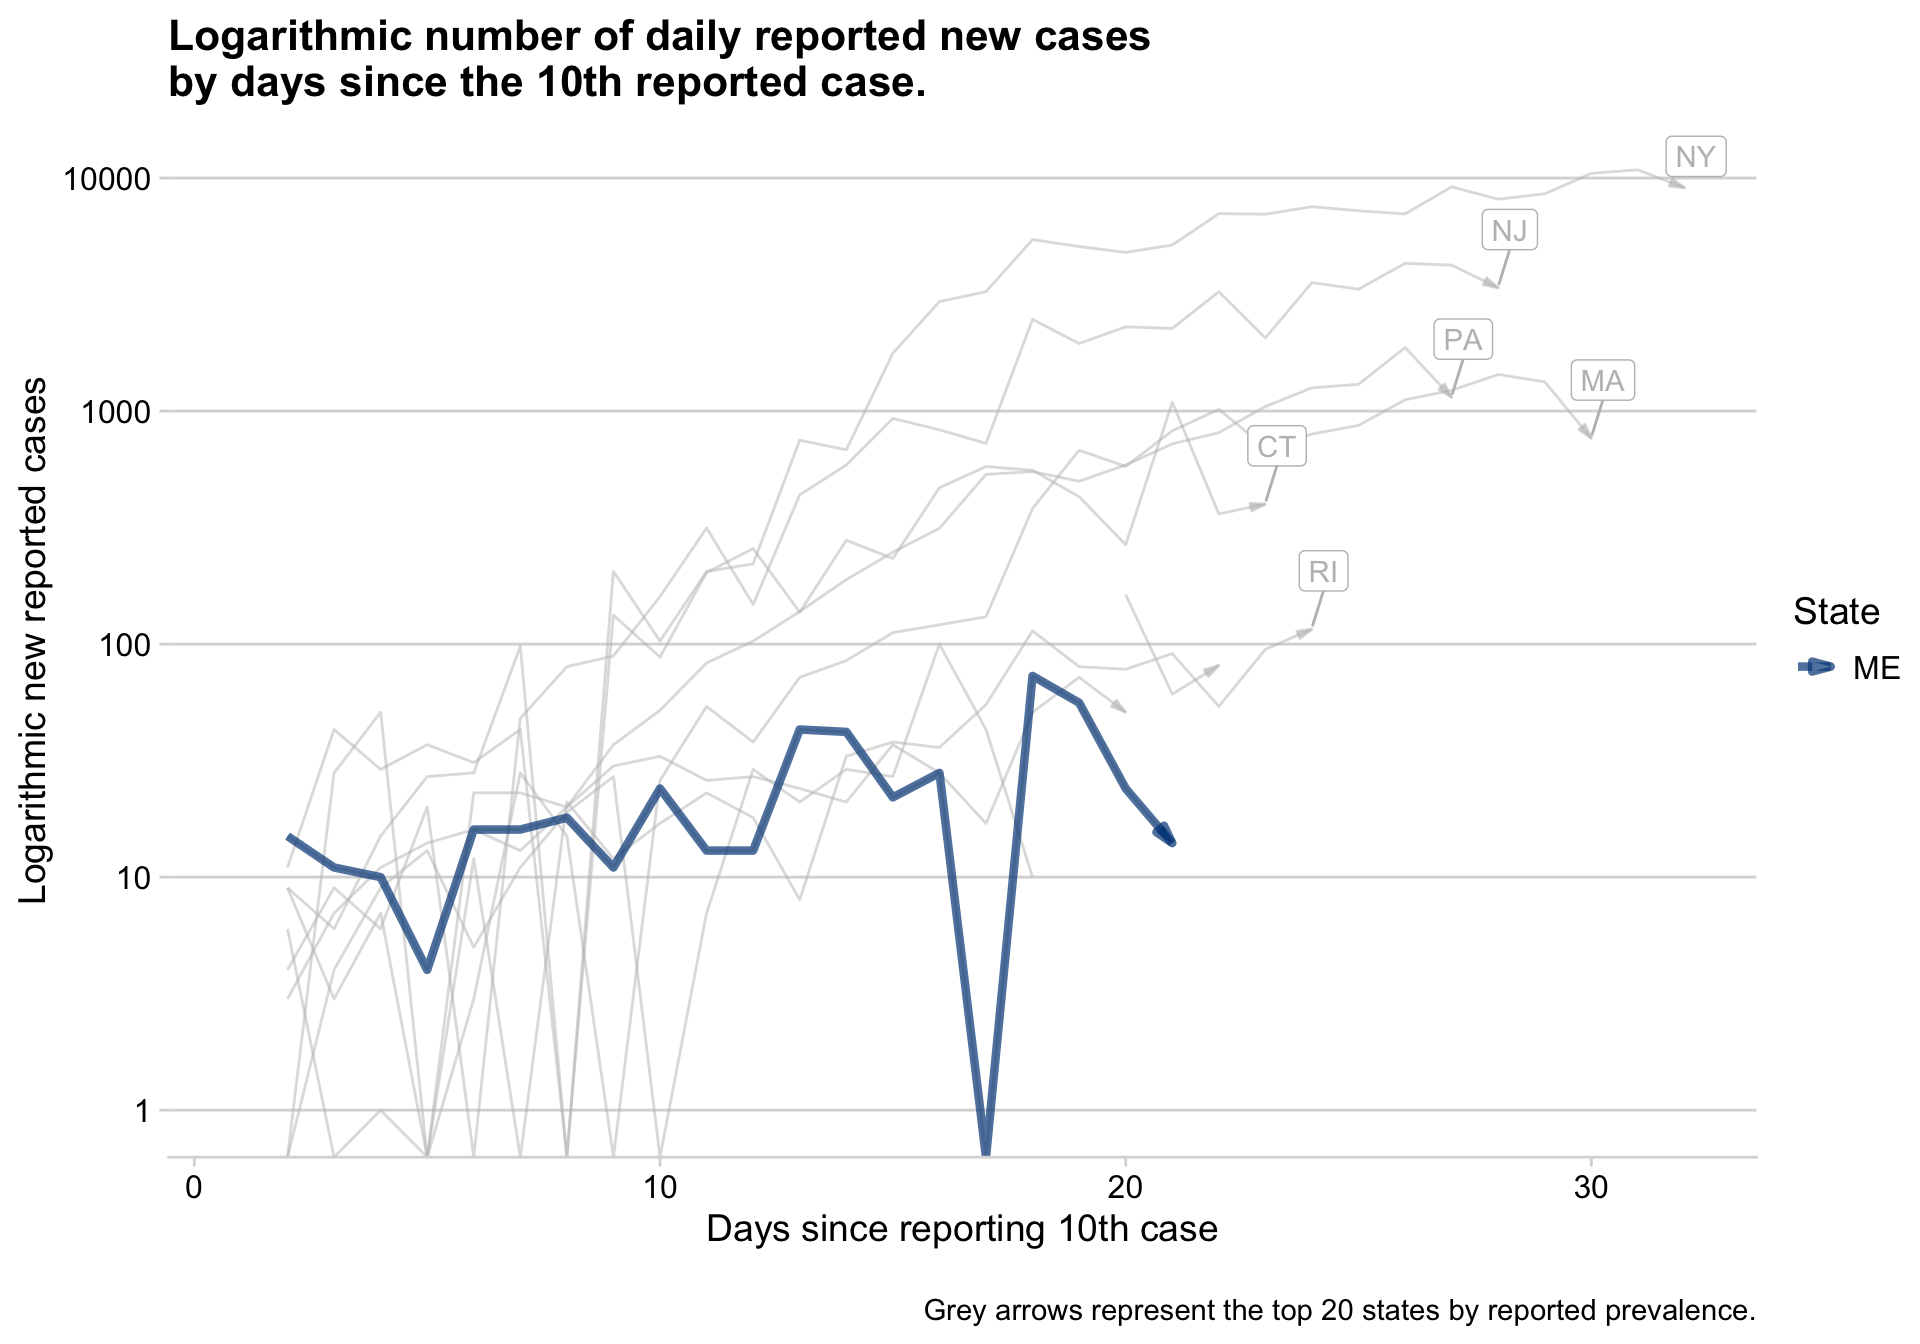 Logarithmic number of daily reported new cases
by days since the 10th reported case.
NY
10000
NJ
PA
MA
1000
CT
RI
State
ME
100
10
1
Logarithmic new reported cases
0 10 20 30
Days since reporting 10th case
Grey arrows represent the top 20 states by reported prevalence.